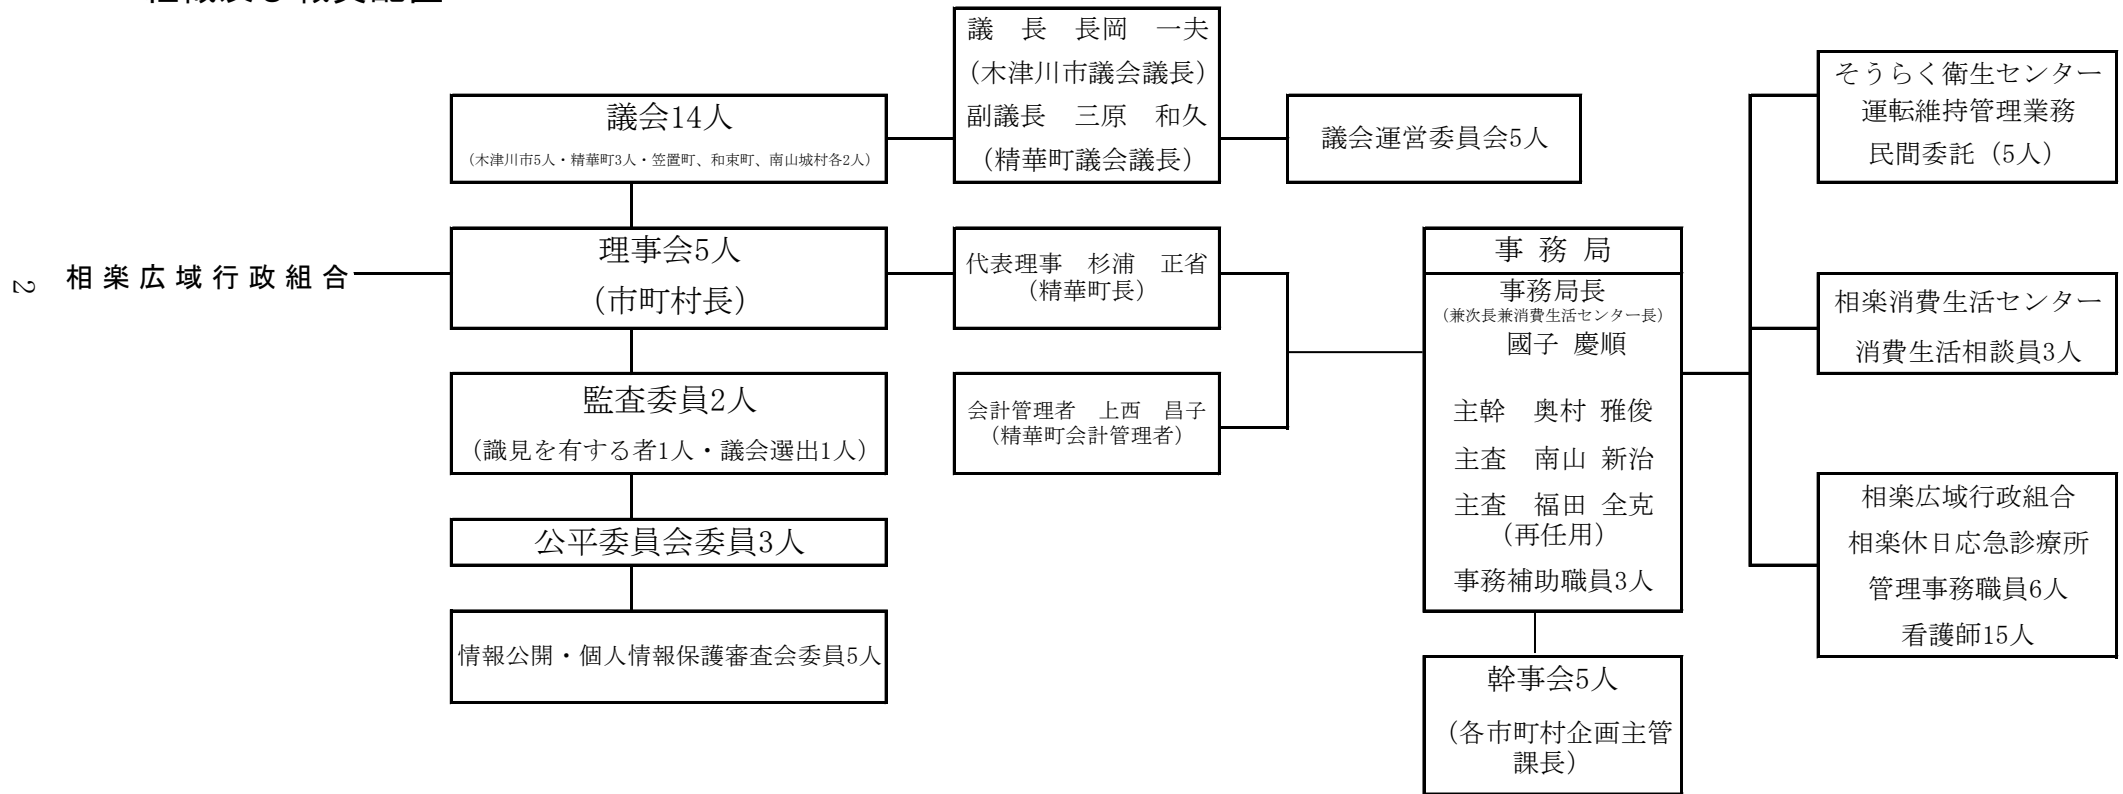 組織及び職員配置
2
相楽広域行政組合
議会14人
（木津川市5人・精華町3人・笠置町、和束町、南山城村各2人）
理事会5人
（市町村長）
監査委員2人
（識見を有する者1人・議会選出1人）
公平委員会委員3人
情報公開・個人情報保護審査会委員5人
議　長　長岡　一夫
（木津川市議会議長）
副議長　三原　和久
（精華町議会議長）
議会運営委員会5人
代表理事　杉浦　正省
（精華町長）
会計管理者　上西　昌子
（精華町会計管理者）
事 務 局
事務局長
（兼次長兼消費生活センター長）
國子 慶順
主幹　奥村 雅俊
主査　南山 新治
主査　福田 全克
（再任用）
事務補助職員3人
幹事会5人
（各市町村企画主管
課長）
そうらく衛生センター
運転維持管理業務
民間委託（5人）
相楽消費生活センター
消費生活相談員3人
相楽広域行政組合
相楽休日応急診療所
管理事務職員6人
看護師15人